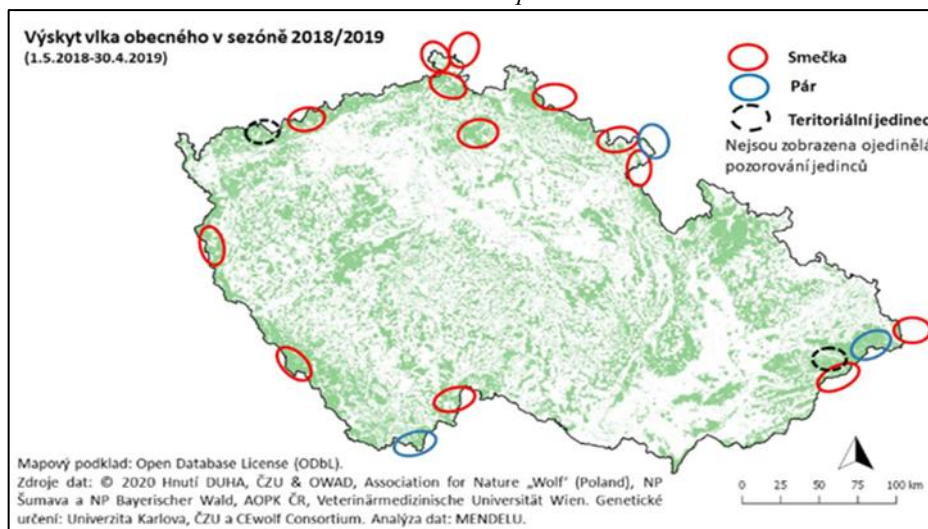 Výskyt vlka obecného v sezóně 2018/2019
(1.5.2018-30.4.2019)
Smečka
Pár
Teritoriální jedinec
Nejsou zobrazena ojedinělá
pozorování jedinců
Mapový podklad: Open Database License (ODbL).
Zdroje dat: © 2020 Hnutí DUHA, ČZU & OWAD, Association for Nature „Wolf“ (Poland), NP
Šumava a NP Bayerischer Wald, AOPK ČR, Veterinärmedizinische Universität Wien. Genetické
určení: Univerzita Karlova, ČZU a CEwolf Consortium. Analýza dat: MENDELU.
0 25 50 75 100 km